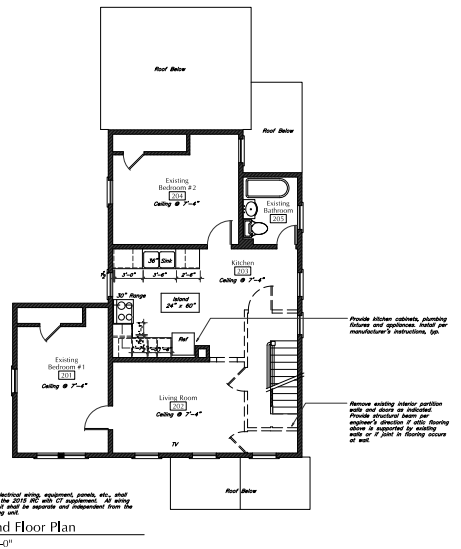 Roof Below
Roof Below
Existing
Bedroom #2
204
Ceiling @ 7'-4"
Existing
Bathroom
205
36" Sink
3'-0" 3'-6" 2'-6"
Kitchen
203
Ceiling @ 7'-4"
30" Range
Island
24" x 60"
Ref
Provide kitchen cabinets, plumbing
fixtures and appliances. Install per
manufacturer's instructions, typ.
Existing
Bedroom #1
201
Ceiling @ 7'-4"
Living Room
202
Ceiling @ 7'-4"
TV
Remove existing interior partition
walls and doors as indicated.
Provide structural beam per
engineer's direction if attic flooring
above is supported by existing
walls or if joint in flooring occurs
at wall.
Roof Below
lectrical wiring, equipment, panels, etc., shall
the 2015 IRC with CT supplement. All wiring
it shall be separate and independent from the
g unit.
nd Floor Plan
-0"